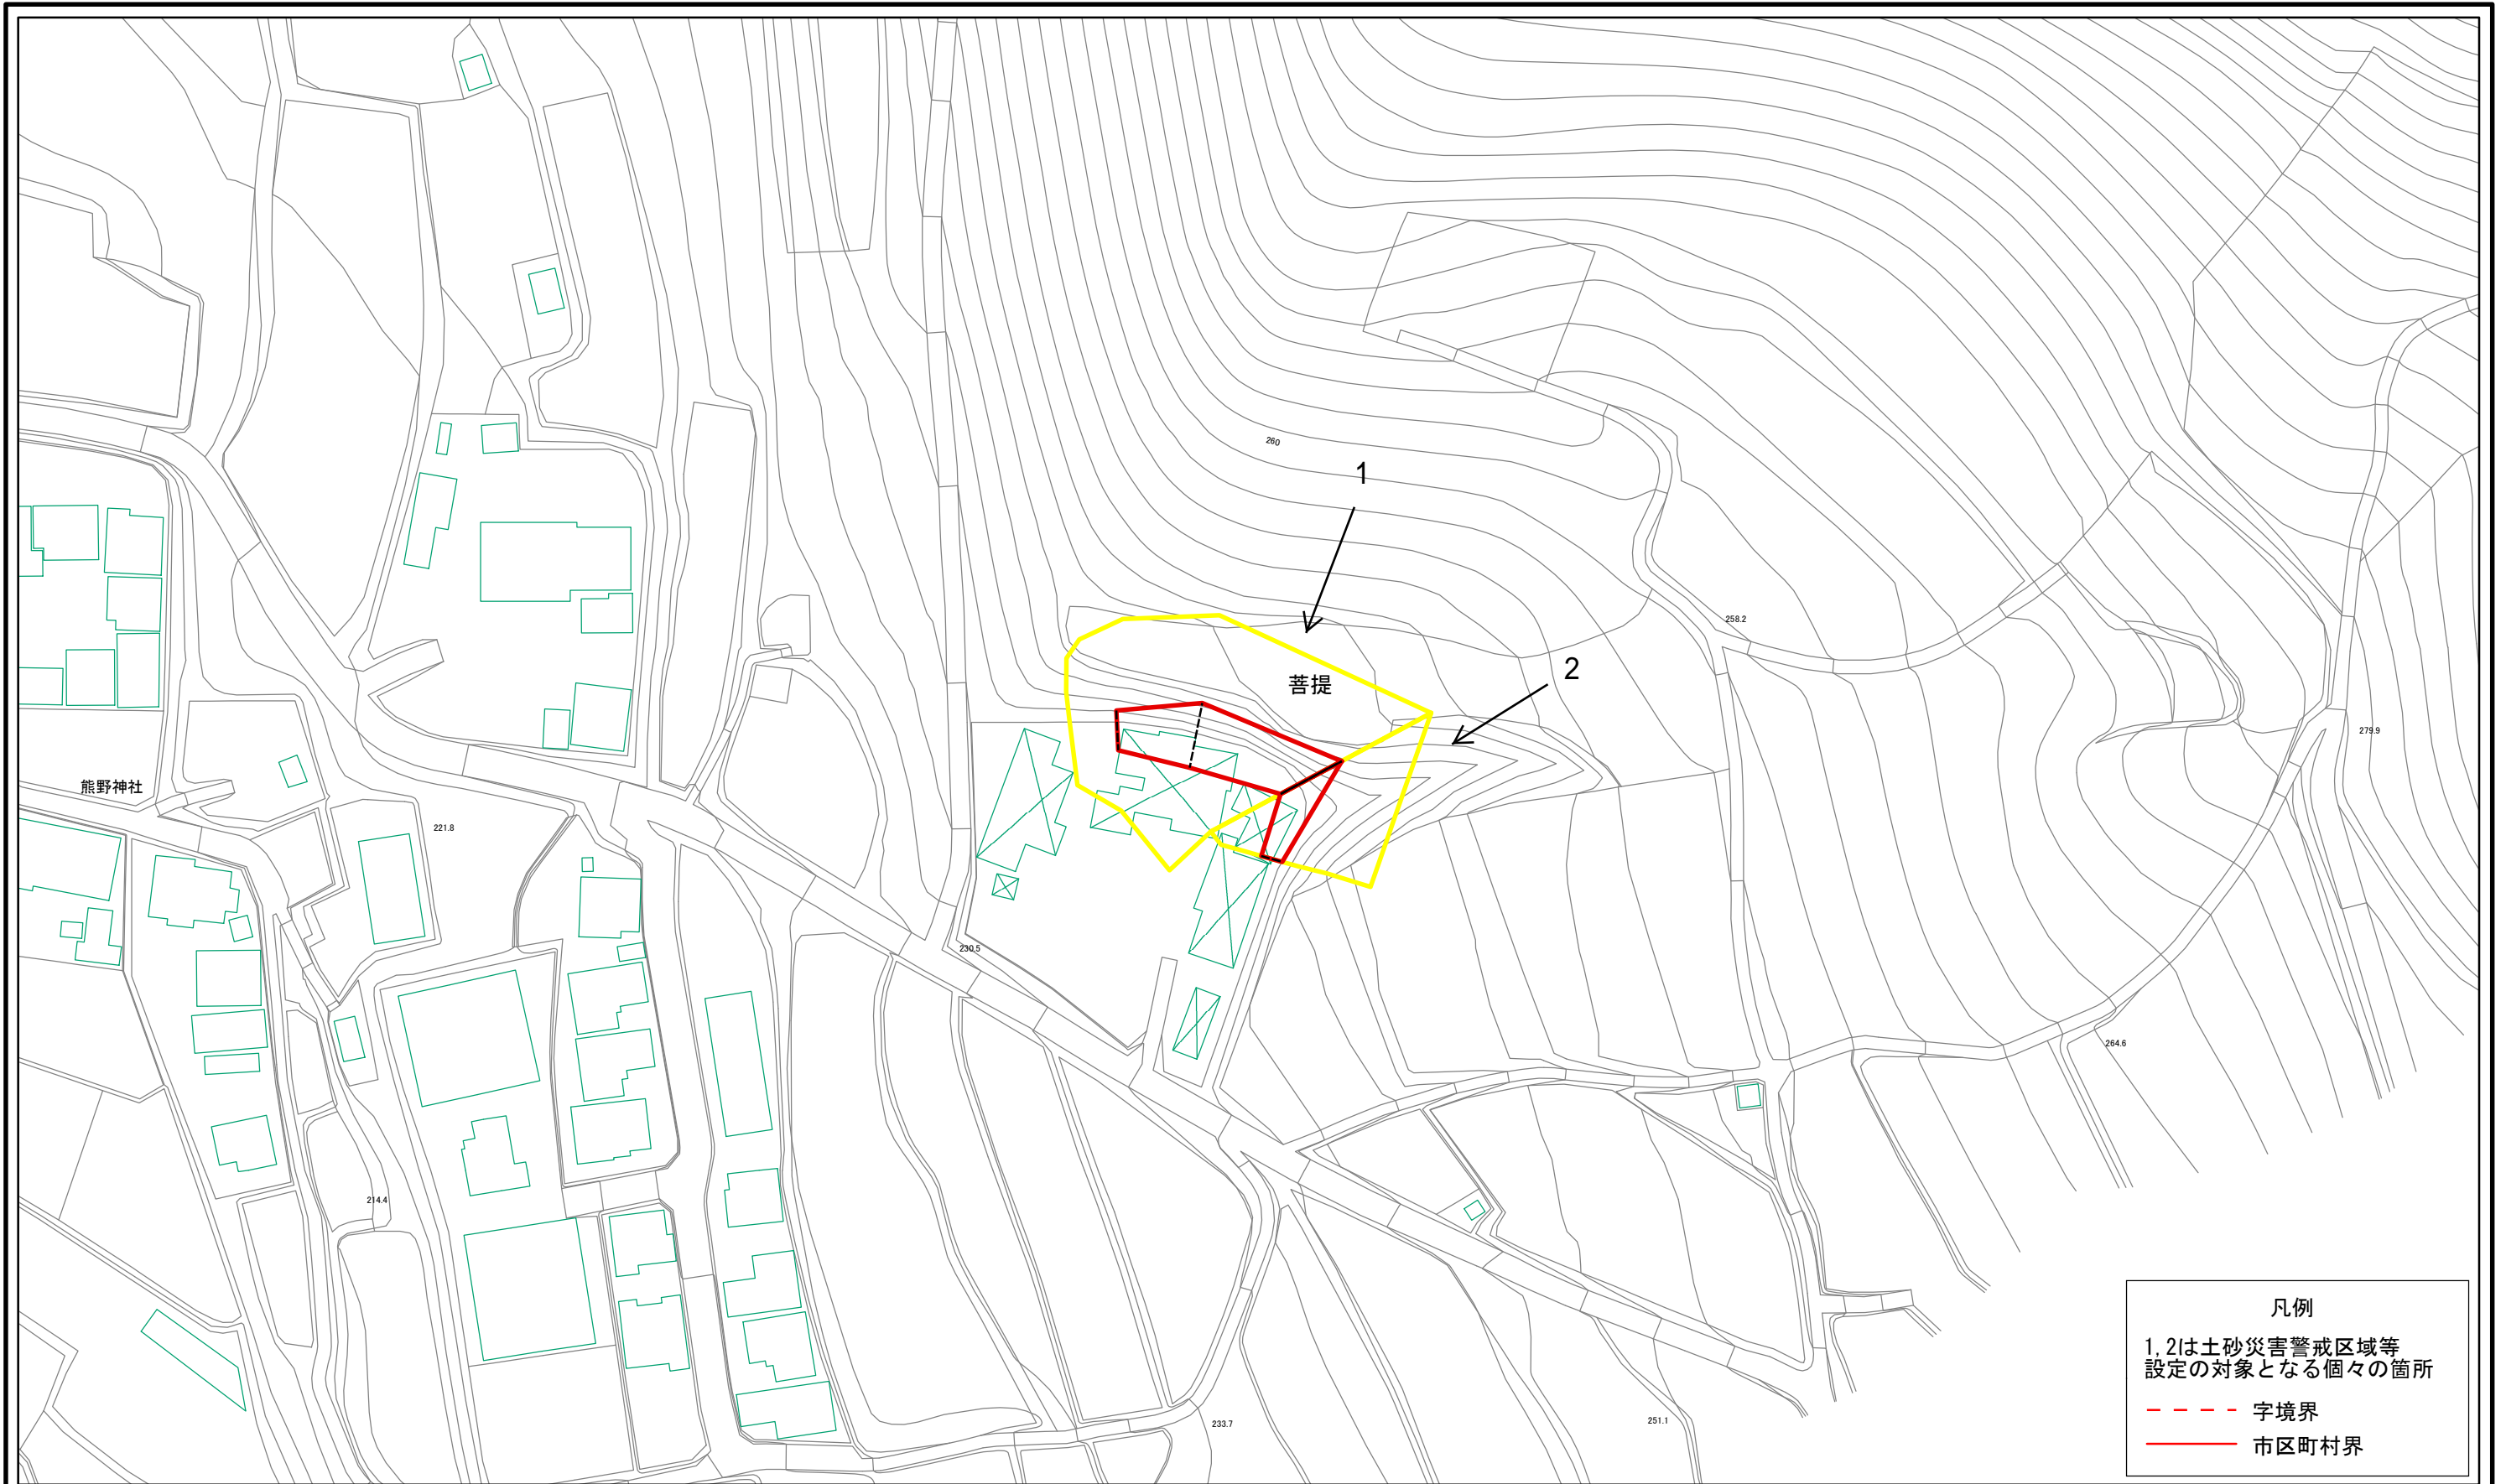 260
1
258.2
2
菩提
279.9
熊野神社
221.8
230.5
264.6
214.4
凡例
1,2は土砂災害警戒区域等
設定の対象となる個々の箇所
字境界
市区町村界
233.7
251.1